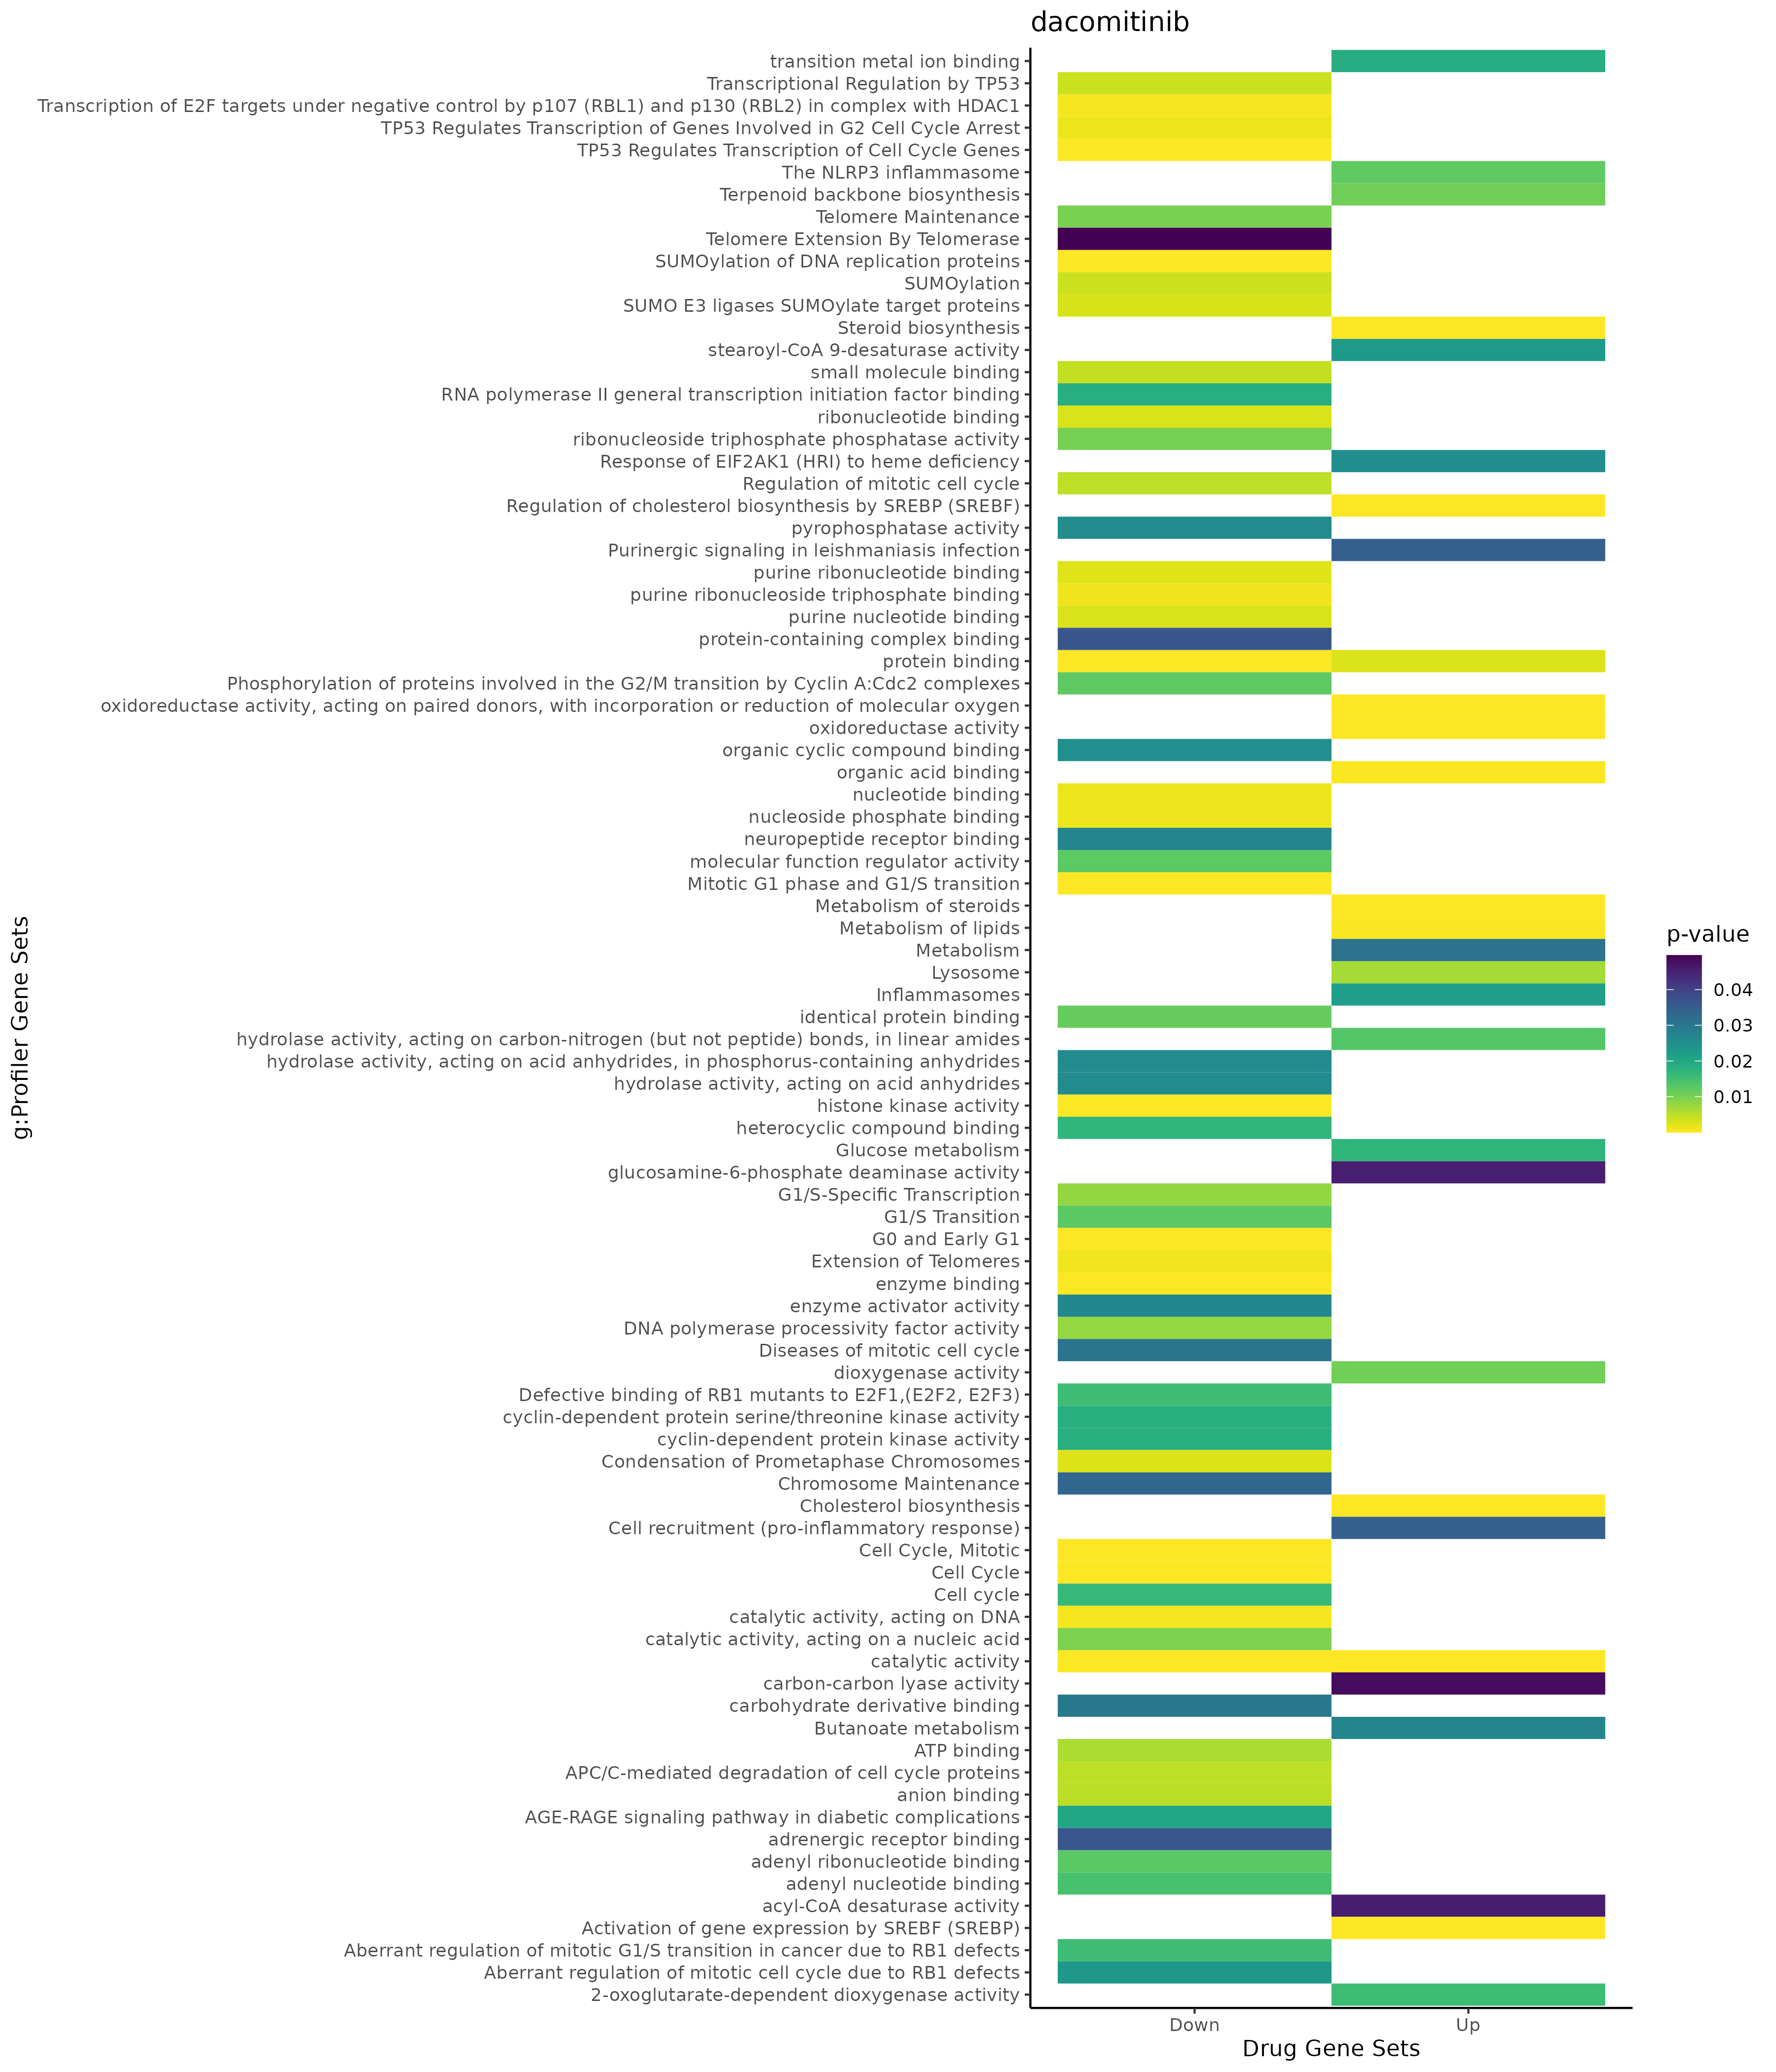 dacomitinib
transition metal ion binding
Transcriptional Regulation by TP53
Transcription of E2F targets under negative control by p107 (RBL1) and p130 (RBL2) in complex with HDAC1
TP53 Regulates Transcription of Genes Involved in G2 Cell Cycle Arrest
TP53 Regulates Transcription of Cell Cycle Genes
The NLRP3 inflammasome
Terpenoid backbone biosynthesis
Telomere Maintenance
Telomere Extension By Telomerase
SUMOylation of DNA replication proteins
SUMOylation
SUMO E3 ligases SUMOylate target proteins
Steroid biosynthesis
stearoyl-CoA 9-desaturase activity
small molecule binding
RNA polymerase II general transcription initiation factor binding
ribonucleotide binding
ribonucleoside triphosphate phosphatase activity
Response of EIF2AK1 (HRI) to heme deficiency
Regulation of mitotic cell cycle
Regulation of cholesterol biosynthesis by SREBP (SREBF)
pyrophosphatase activity
Purinergic signaling in leishmaniasis infection
purine ribonucleotide binding
purine ribonucleoside triphosphate binding
purine nucleotide binding
protein-containing complex binding
protein binding
Phosphorylation of proteins involved in the G2/M transition by Cyclin A:Cdc2 complexes
oxidoreductase activity, acting on paired donors, with incorporation or reduction of molecular oxygen
oxidoreductase activity
organic cyclic compound binding
organic acid binding
nucleotide binding
nucleoside phosphate binding
neuropeptide receptor binding
molecular function regulator activity
Mitotic G1 phase and G1/S transition
Metabolism of steroids
Metabolism of lipids
Metabolism
Lysosome
Inflammasomes
identical protein binding
hydrolase activity, acting on carbon-nitrogen (but not peptide) bonds, in linear amides
hydrolase activity, acting on acid anhydrides, in phosphorus-containing anhydrides
hydrolase activity, acting on acid anhydrides
histone kinase activity
heterocyclic compound binding
Glucose metabolism
glucosamine-6-phosphate deaminase activity
G1/S-Specific Transcription
G1/S Transition
G0 and Early G1
Extension of Telomeres
enzyme binding
enzyme activator activity
DNA polymerase processivity factor activity
Diseases of mitotic cell cycle
dioxygenase activity
Defective binding of RB1 mutants to E2F1,(E2F2, E2F3)
cyclin-dependent protein serine/threonine kinase activity
cyclin-dependent protein kinase activity
Condensation of Prometaphase Chromosomes
Chromosome Maintenance
Cholesterol biosynthesis
Cell recruitment (pro-inflammatory response)
Cell Cycle, Mitotic
Cell Cycle
Cell cycle
catalytic activity, acting on DNA
catalytic activity, acting on a nucleic acid
catalytic activity
carbon-carbon lyase activity
carbohydrate derivative binding
Butanoate metabolism
ATP binding
APC/C-mediated degradation of cell cycle proteins
anion binding
AGE-RAGE signaling pathway in diabetic complications
adrenergic receptor binding
adenyl ribonucleotide binding
adenyl nucleotide binding
acyl-CoA desaturase activity
Activation of gene expression by SREBF (SREBP)
Aberrant regulation of mitotic G1/S transition in cancer due to RB1 defects
Aberrant regulation of mitotic cell cycle due to RB1 defects
2-oxoglutarate-dependent dioxygenase activity
g:Profiler Gene Sets
Down
Up
Drug Gene Sets
p-value
0.04
0.03
0.02
0.01